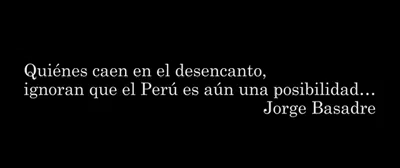 Quiénes caen en el desencanto,
ignoran que el Perú es aún una posibilidad...
Jorge Basadre